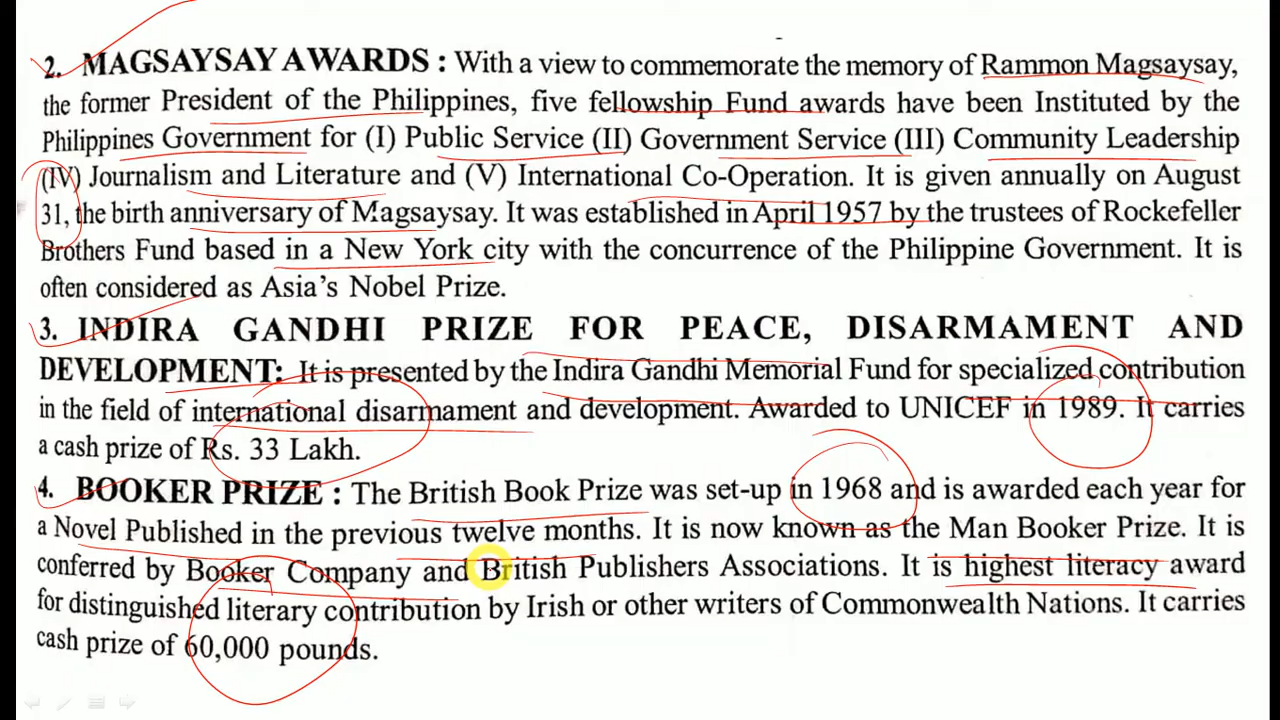 2. MAGSAYSAY AWARDS : With a view to commemorate the memory of Rammon Magsaysay,
the former President of the Philippines, five fellowship Fund awards have been Instituted by the
Philippines Government for (I) Public Service (II) Government Service (III) Community Leadership
(IV) Journalism and Literature and (V) International Co-Operation. It is given annually on August
31, the birth anniversary of Magsaysay. It was established in April 1957 by the trustees of Rockefeller
Brothers Fund based in a New York city with the concurrence of the Philippine Government. It is
often considered as Asia's Nobel Prize.
3. INDIRA GANDHI PRIZE FOR PEACE, DISARMAMENT AND
DEVELOPMENT: It is presented by the Indira Gandhi Memorial Fund for specialized contribution
in the field of international disarmament and development. Awarded to UNICEF in 1989. It carries
a cash prize of Rs. 33 Lakh.
4. BOOKER PRIZE : The British Book Prize was set-up in 1968 and is awarded each year for
a Novel Published in the previous twelve months. It is now known as the Man Booker Prize. It is
conferred by Booker Company and British Publishers Associations. It is highest literacy award
for distinguished literary contribution by Irish or other writers of Commonwealth Nations. It carries
cash prize of 60,000 pounds.